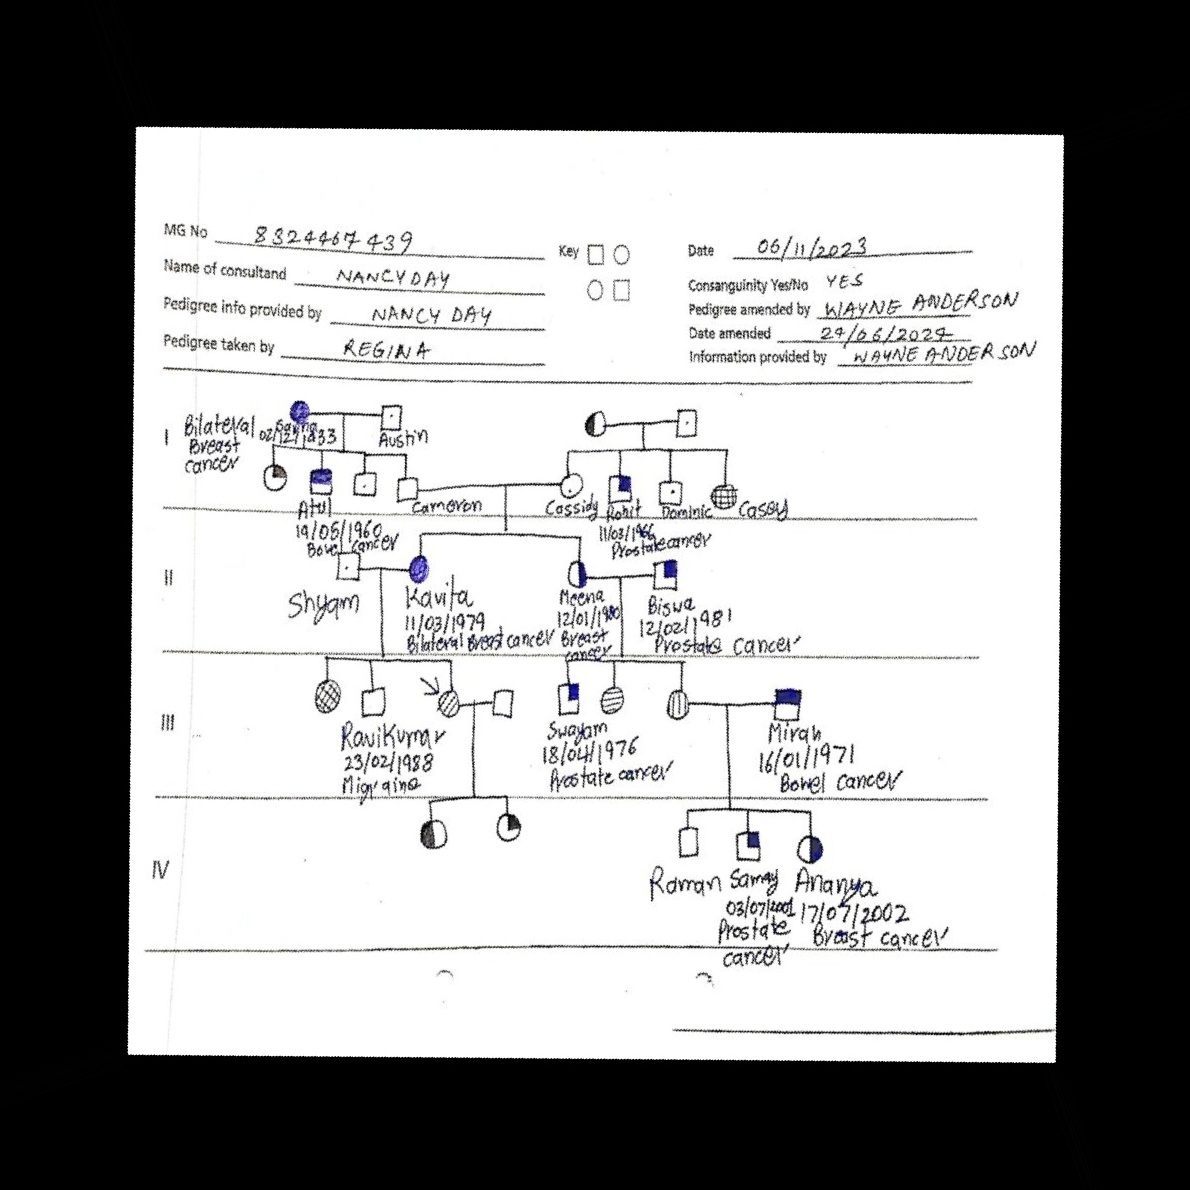 MG No 8324467439
Key
Date 06/11/2023
Name of consultand NANCY DAY
Consanguinity Yes/No YES
Pedigree info provided by NANCY DAY
Pedigree amended by WAYNE ANDERSON
Pedigree taken by REGINA
Date amended 24/06/2024
Information provided by WAYNE ANDERSON
I
Bilateral
Breast
cancer
Austin
Atul
19/05/1960
Bowel cancer
Cameron
Cassidy
Rohit
11/03/1966
Prostate cancer
Dominic
Casey
II
Shyam
Kavita
11/03/1979
Bilateral Breast cancer
Meena
12/01/1980
Breast
cancer
Biswa
12/02/1981
Prostate cancer
III
Ravikumar
23/02/1988
Migraine
Swayam
18/04/1976
Prostate cancer
Mirah
16/01/1971
Bowel cancer
IV
Raman
Samay
03/07/2001
Prostate
cancer
Ananya
17/07/2002
Breast cancer